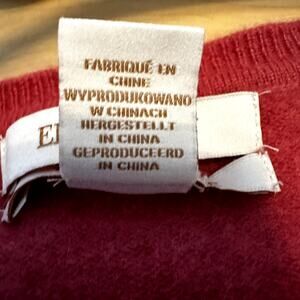 FABRIQUÉ EN
CHINE
WYPRODUKOWANO
W CHINACH
HERGESTELLT
IN CHINA
GEPRODUCEERD
IN CHINA